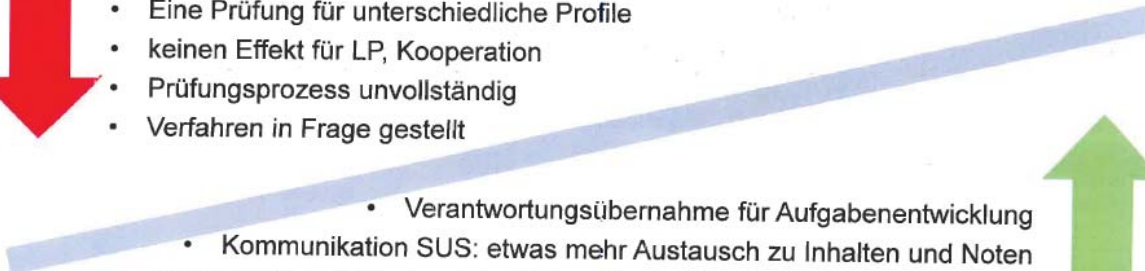 • Eine Prüfung für unterschiedliche Profile
• keinen Effekt für LP, Kooperation
• Prüfungsprozess unvollständig
• Verfahren in Frage gestellt
• Verantwortungsübernahme für Aufgabenentwicklung
• Kommunikation SUS: etwas mehr Austausch zu Inhalten und Noten